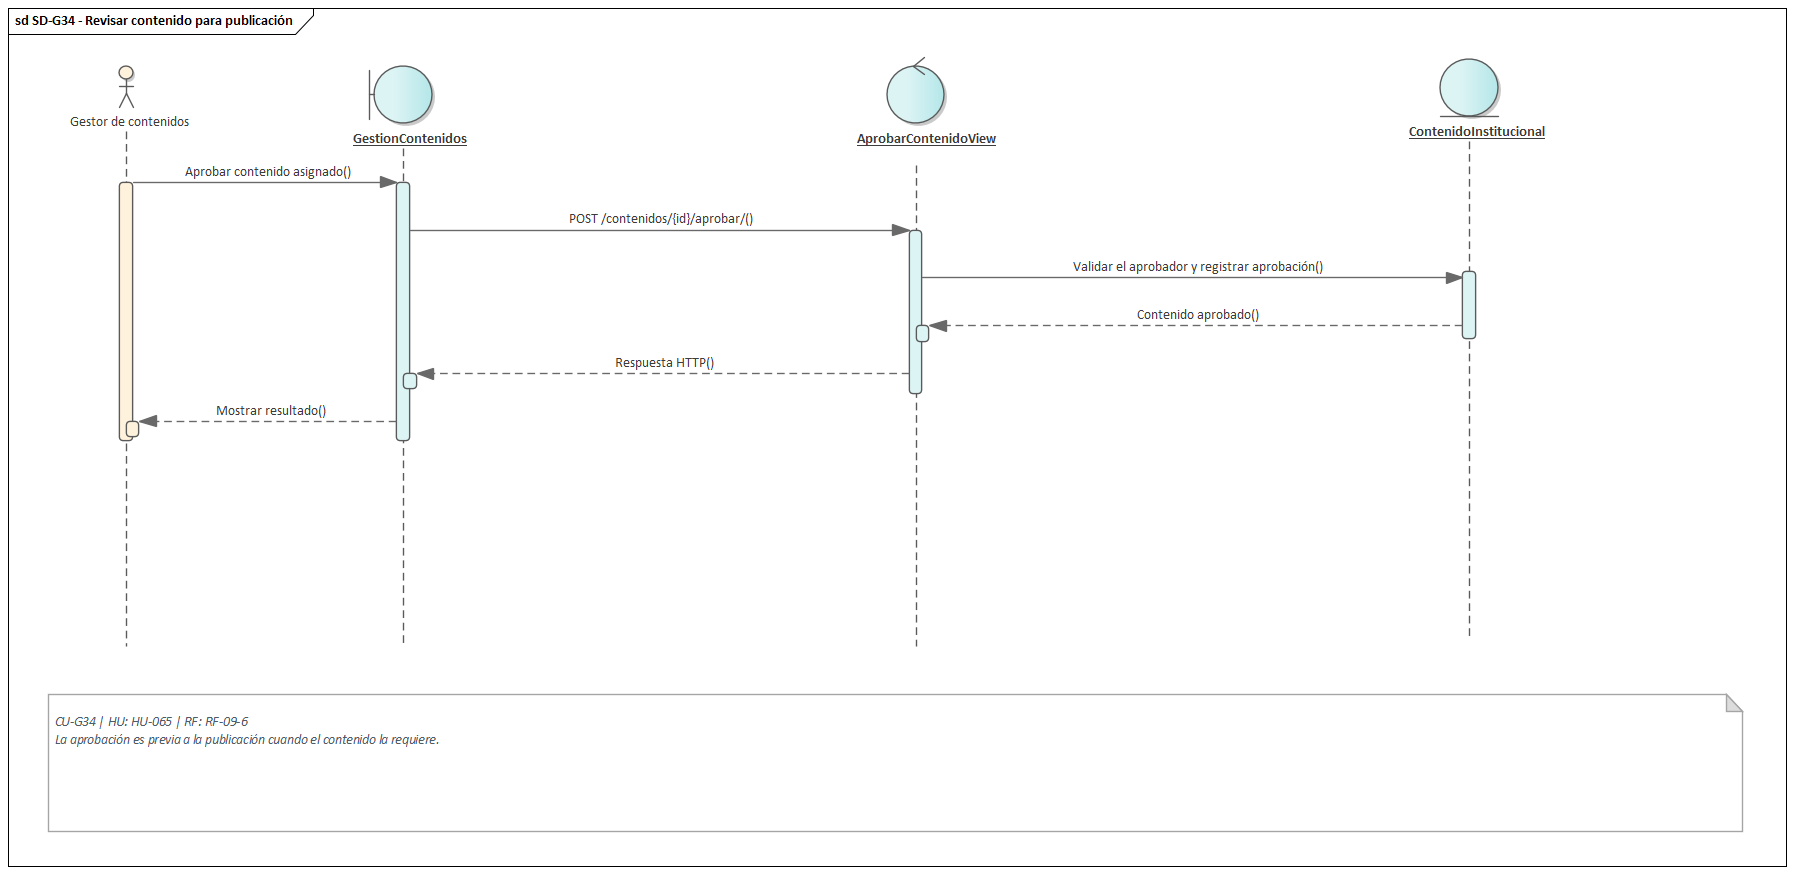 sd SD-G34 - Revisar contenido para publicación
Gestor de contenidos
GestionContenidos
AprobarContenidoView
ContenidoInstitucional
Aprobar contenido asignado()
POST /contenidos/{id}/aprobar/()
Validar el aprobador y registrar aprobación()
Contenido aprobado()
Respuesta HTTP()
Mostrar resultado()
CU-G34 | HU: HU-065 | RF: RF-09-6
La aprobación es previa a la publicación cuando el contenido la requiere.